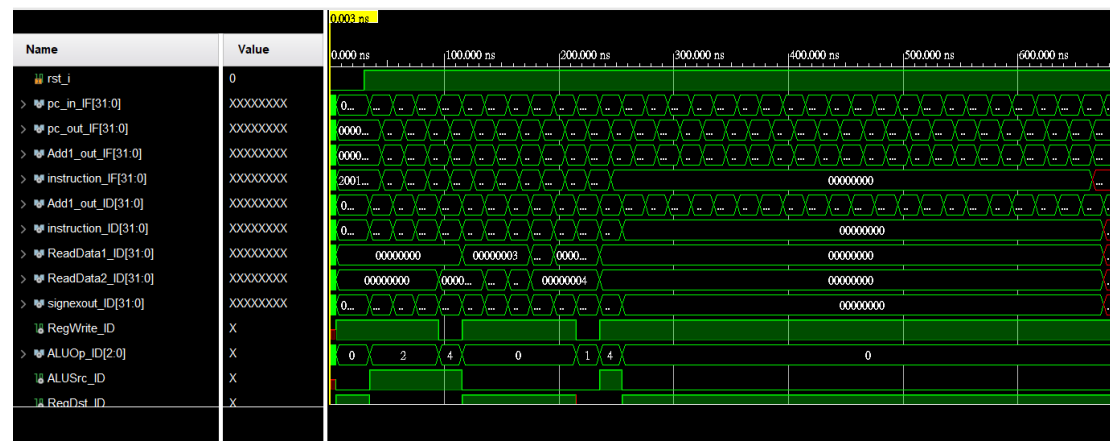 0.003 ns
Name Value 0.000 ns 100.000 ns 200.000 ns 300.000 ns 400.000 ns 500.000 ns 600.000 ns
rst_i 0
pc_in_IF[31:0] XXXXXXXX 0... .. ... .. ... .. ... .. ... .. ... .. ... .. ... .. ...
pc_out_IF[31:0] XXXXXXXX 0000... .. ... .. ... .. ... .. ... .. ... .. ... .. ... ..
Add1_out_IF[31:0] XXXXXXXX 0000... .. ... .. ... .. ... .. ... .. ... .. ... .. ... ..
instruction_IF[31:0] XXXXXXXX 2001... .. ... .. ... .. ... .. ... .. 00000000 ...
Add1_out_ID[31:0] XXXXXXXX 0... ... .. ... .. ... .. ... .. ... .. ... .. ... .. ...
instruction_ID[31:0] XXXXXXXX 0... ... .. ... .. ... .. ... .. ... .. 00000000
ReadData1_ID[31:0] XXXXXXXX 00000000 00000003 ... 0000... 00000000
ReadData2_ID[31:0] XXXXXXXX 00000000 0000... ... .. 00000004 00000000
signexout_ID[31:0] XXXXXXXX 0... ... .. ... .. ... .. ... .. ... .. 00000000
RegWrite_ID X
ALUOp_ID[2:0] X 0 2 4 0 1 4 0
ALUSrc_ID X
RegDst_ID X